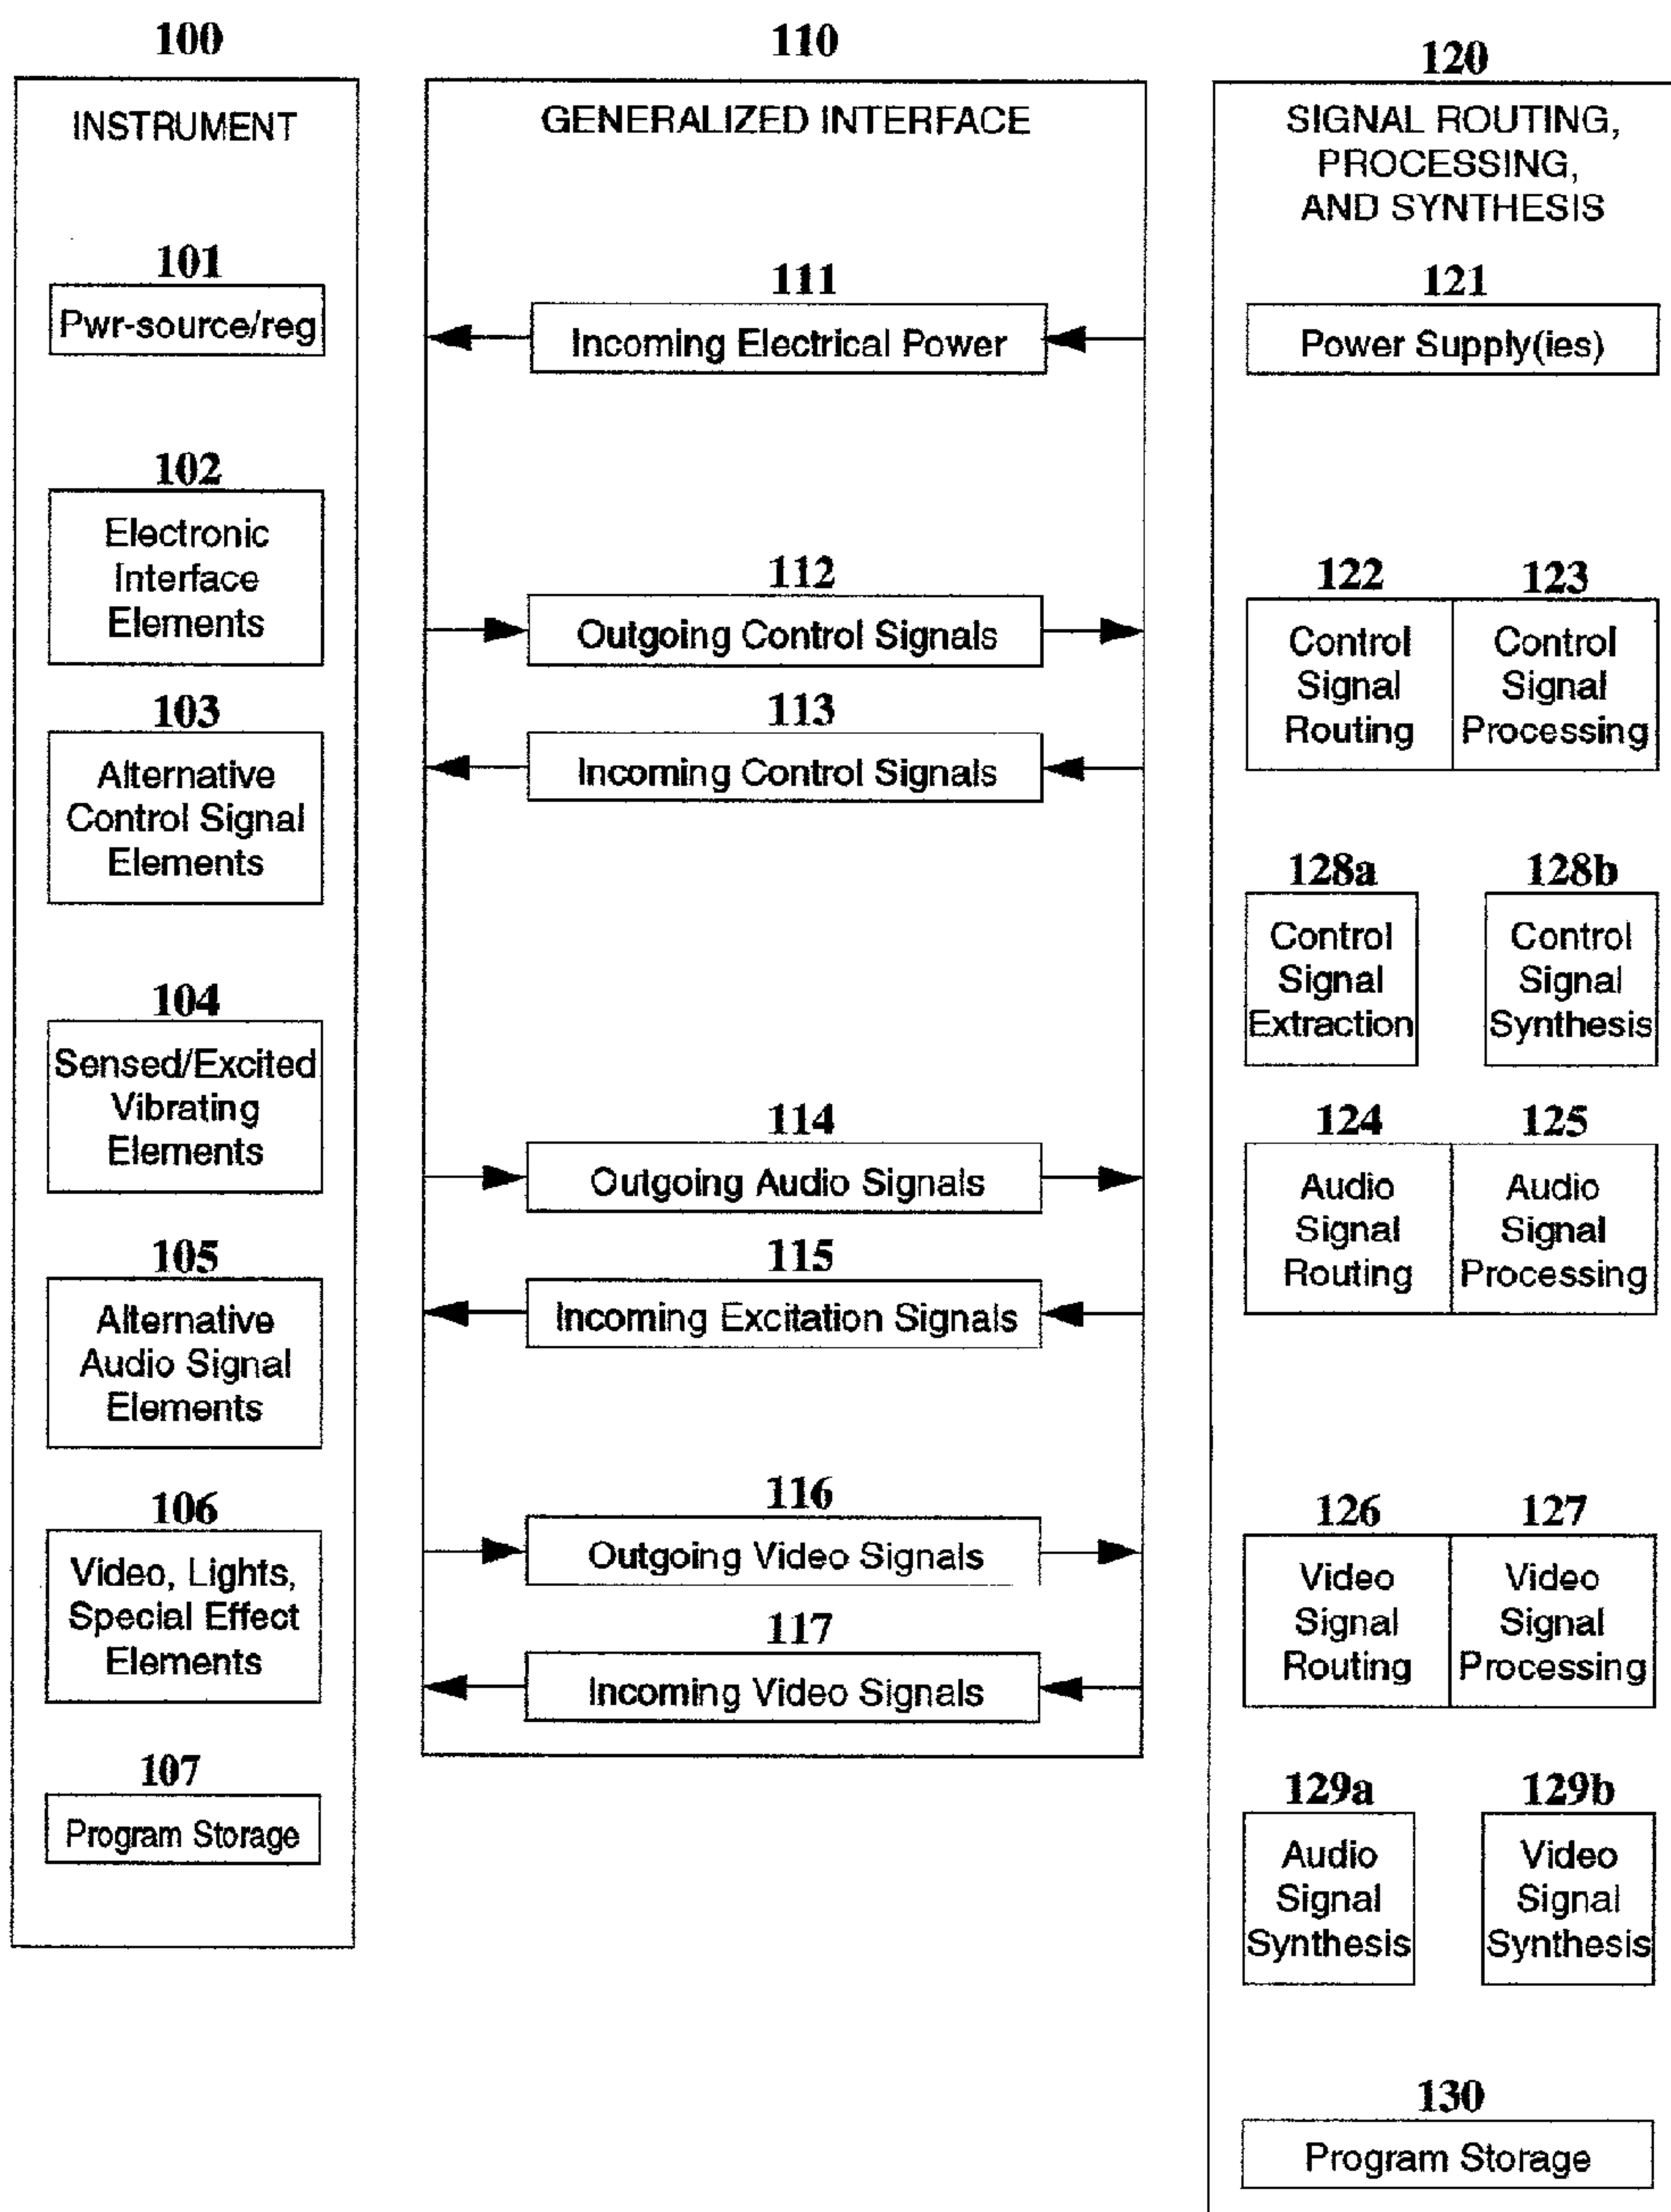 100
INSTRUMENT
101
Pwr-source/reg
102
Electronic
Interface
Elements
103
Alternative
Control Signal
Elements
104
Sensed/Excited
Vibrating
Elements
105
Alternative
Audio Signal
Elements
106
Video, Lights,
Special Effect
Elements
107
Program Storage
110
GENERALIZED INTERFACE
111
Incoming Electrical Power
112
Outgoing Control Signals
113
Incoming Control Signals
114
Outgoing Audio Signals
115
Incoming Excitation Signals
116
Outgoing Video Signals
117
Incoming Video Signals
120
SIGNAL ROUTING,
PROCESSING,
AND SYNTHESIS
121
Power Supply(ies)
122
Control
Signal
Routing
123
Control
Signal
Processing
128a
Control
Signal
Extraction
128b
Control
Signal
Synthesis
124
Audio
Signal
Routing
125
Audio
Signal
Processing
126
Video
Signal
Routing
127
Video
Signal
Processing
129a
Audio
Signal
Synthesis
129b
Video
Signal
Synthesis
130
Program Storage